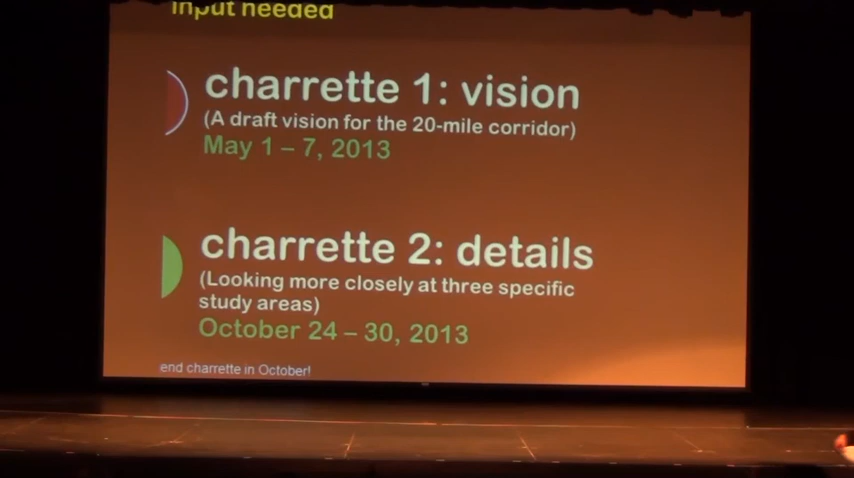 Input needed
charrette 1: vision
(A draft vision for the 20-mile corridor)
May 1 – 7, 2013
charrette 2: details
(Looking more closely at three specific
study areas)
October 24 – 30, 2013
end charrette in October!